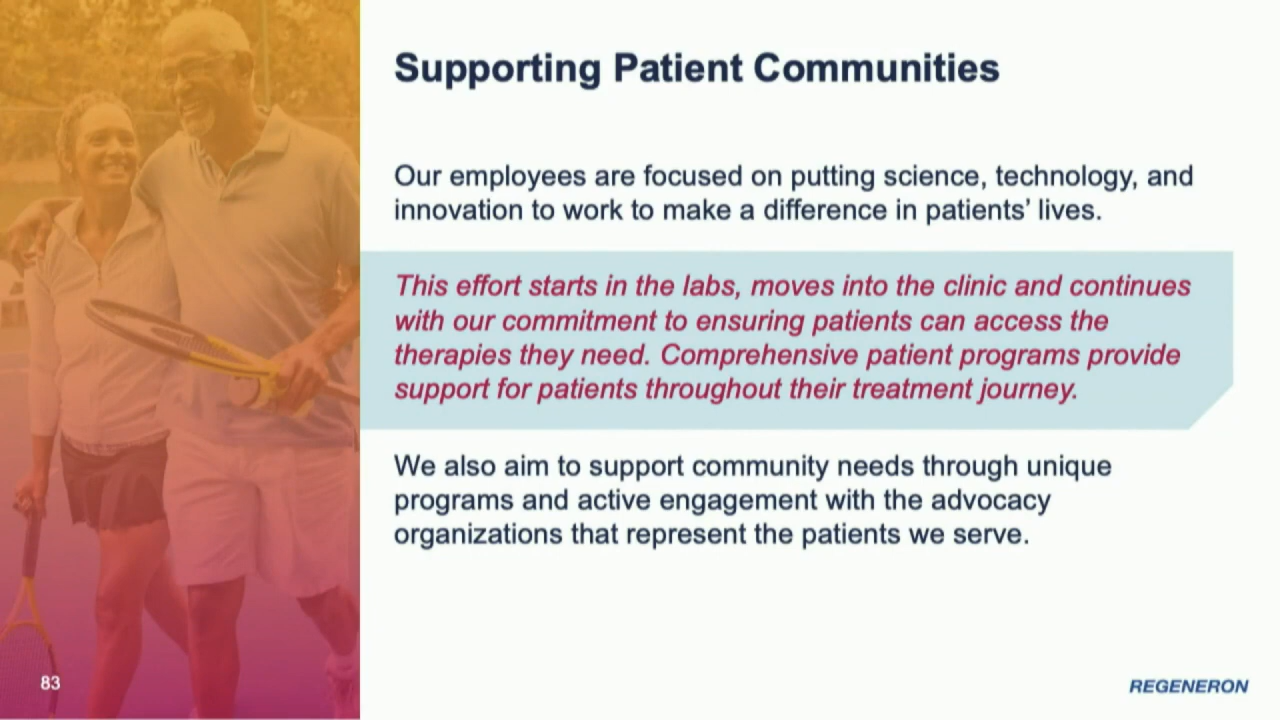 Supporting Patient Communities
Our employees are focused on putting science, technology, and
innovation to work to make a difference in patients’ lives.
This effort starts in the labs, moves into the clinic and continues
with our commitment to ensuring patients can access the
therapies they need. Comprehensive patient programs provide
support for patients throughout their treatment journey.
We also aim to support community needs through unique
programs and active engagement with the advocacy
organizations that represent the patients we serve.
83
REGENERON